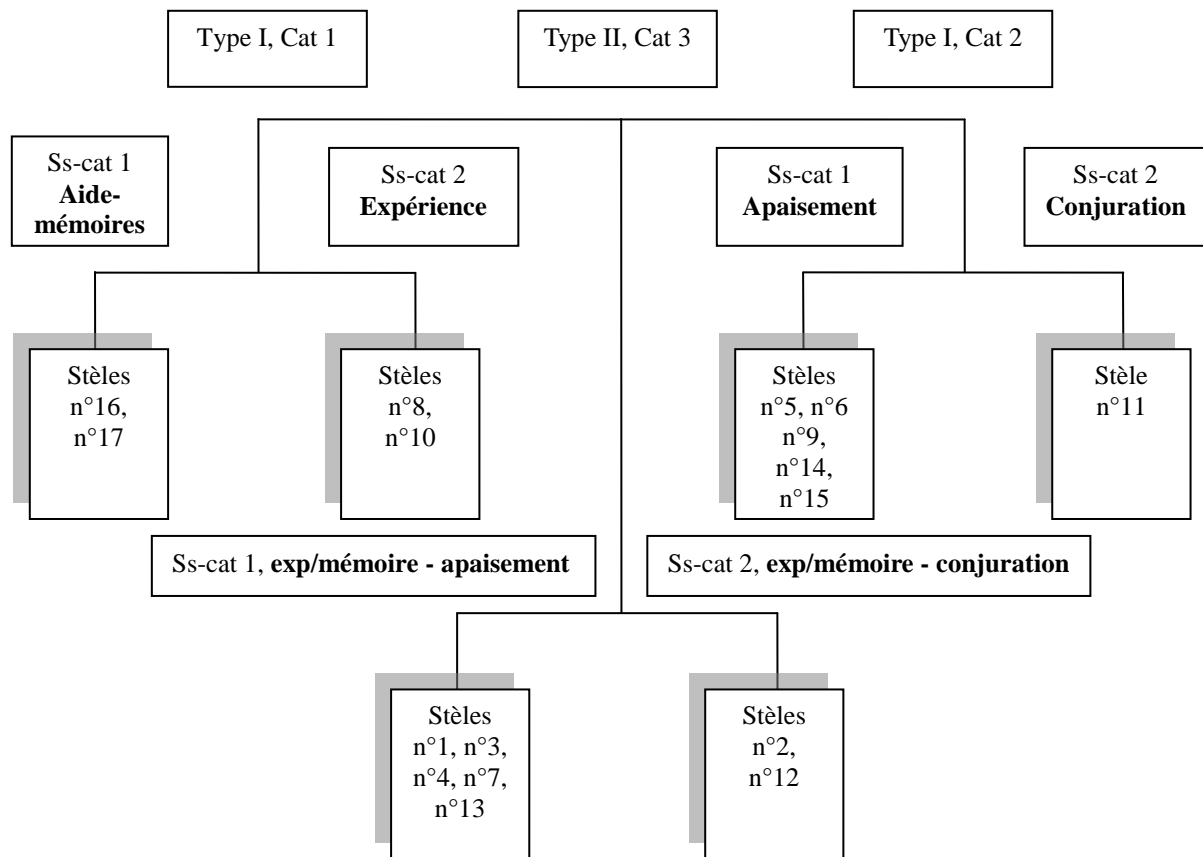 Type I, Cat 1
Type II, Cat 3
Type I, Cat 2
Ss-cat 1
Aide-
mémoires
Ss-cat 2
Expérience
Ss-cat 1
Apaisement
Ss-cat 2
Conjuration
Stèles
n°16,
n°17
Stèles
n°8,
n°10
Stèles
n°5, n°6
n°9,
n°14,
n°15
Stèle
n°11
Ss-cat 1, exp/mémoire - apaisement
Ss-cat 2, exp/mémoire - conjuration
Stèles
n°1, n°3,
n°4, n°7,
n°13
Stèles
n°2,
n°12